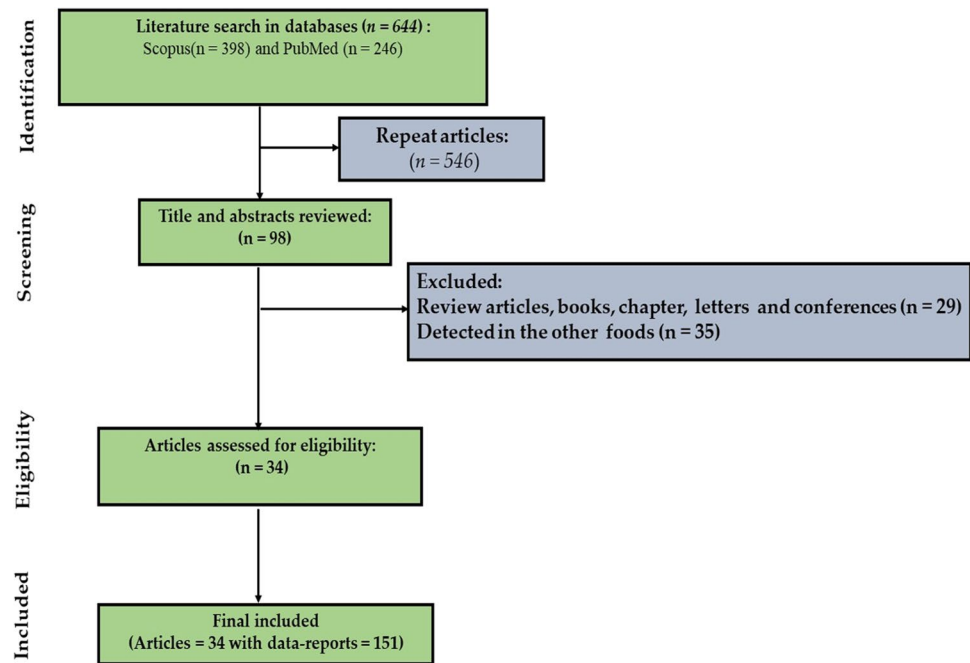 Identification
Literature search in databases (n = 644) :
Scopus(n = 398) and PubMed (n = 246)
Repeat articles:
(n = 546)
Screening
Title and abstracts reviewed:
(n = 98)
Excluded:
Review articles, books, chapter, letters and conferences (n = 29)
Detected in the other foods (n = 35)
Eligibility
Articles assessed for eligibility:
(n = 34)
Included
Final included
(Articles = 34 with data-reports = 151)